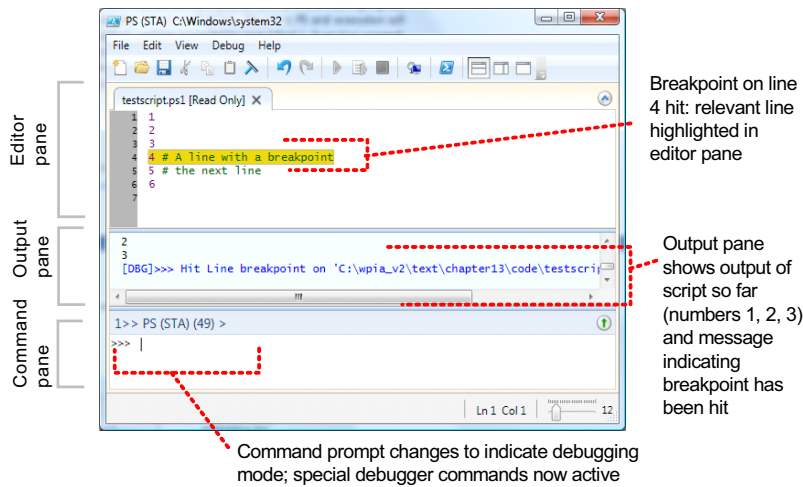 PS (STA) C:\Windows\system32
File Edit View Debug Help
testscript.ps1 [Read Only] X
1 1
2 2
3 3
4 4 # A line with a breakpoint
5 5 # the next line
6 6
7
2
3
[DBG]>>> Hit Line breakpoint on 'C:\wpia_v2\text\chapter13\code\testscrip
1>> PS (STA) (49) >
>>>
Ln 1 Col 1
12
Editor
pane
Output
pane
Command
pane
Breakpoint on line
4 hit: relevant line
highlighted in
editor pane
Output pane
shows output of
script so far
(numbers 1, 2, 3)
and message
indicating
breakpoint has
been hit
Command prompt changes to indicate debugging
mode; special debugger commands now active